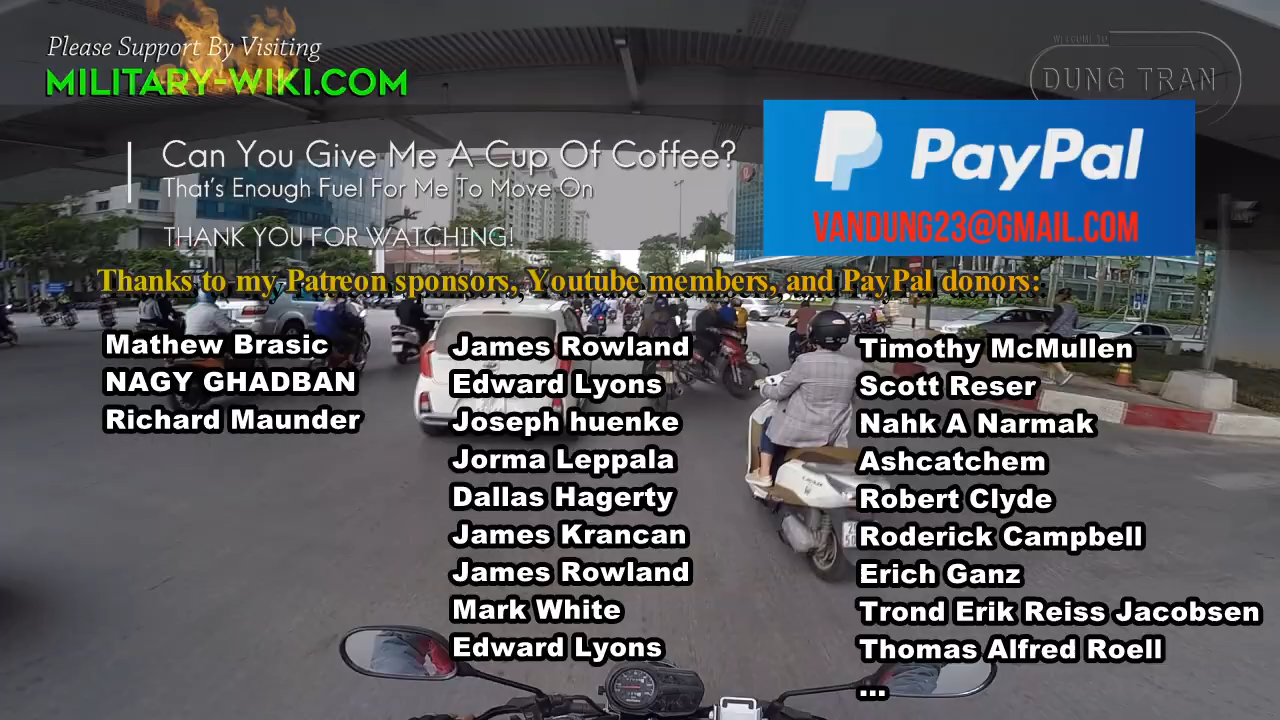 Please Support By Visiting
MILITARY-WIKI.COM
WELCOME TO
DUNG TRAN
Can You Give Me A Cup Of Coffee?
That's Enough Fuel For Me To Move On
THANK YOU FOR WATCHING!
PayPal
VANDUNG23@GMAIL.COM
Thanks to my Patreon sponsors, Youtube members, and PayPal donors:
Mathew Brasic
NAGY GHADBAN
Richard Maunder
James Rowland
Edward Lyons
Joseph huenke
Jorma Leppala
Dallas Hagerty
James Krancan
James Rowland
Mark White
Edward Lyons
Timothy McMullen
Scott Reser
Nahk A Narmak
Ashcatchem
Robert Clyde
Roderick Campbell
Erich Ganz
Trond Erik Reiss Jacobsen
Thomas Alfred Roell
...